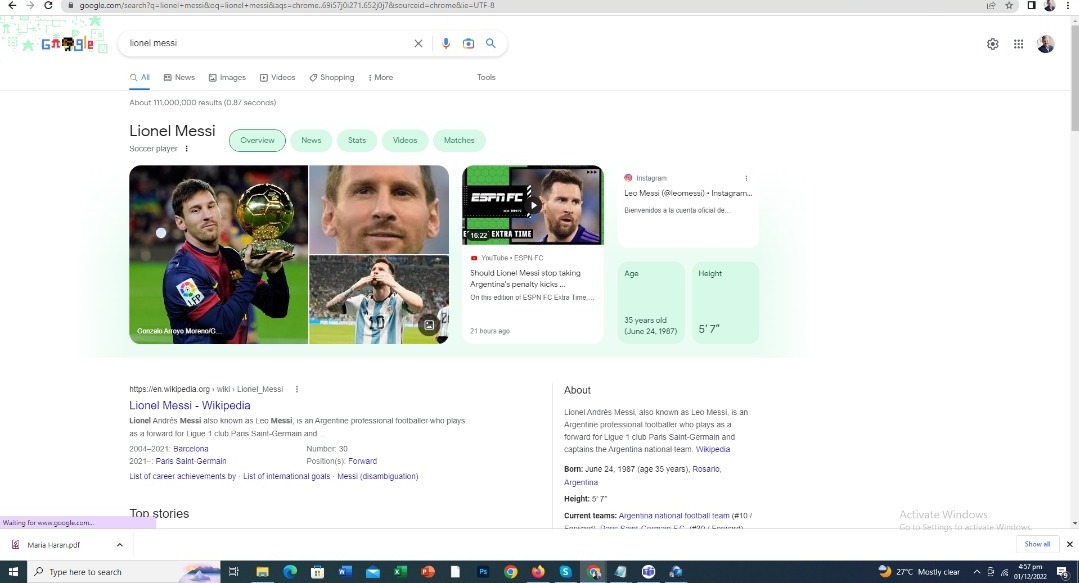 google.com/search?q=lionel+messi&oq=lionel+messi&aqs=chrome..69i57j0i271.652j0j7&sourceid=chrome&ie=UTF-8
lionel messi
All News Images Videos Shopping More Tools
About 111,000,000 results (0.87 seconds)
Lionel Messi
Soccer player
Overview News Stats Videos Matches
Instagram
Leo Messi (@leomessi) • Instagram...
Bienvenidos a la cuenta oficial de...
ESPN FC
16:22
EXTRA TIME
YouTube • ESPN FC
Should Lionel Messi stop taking
Argentina's penalty kicks ...
On this edition of ESPN FC Extra Time,...
21 hours ago
Age
35 years old
(June 24, 1987)
Height
5' 7"
LFP
10
Gonzalo Arroyo Moreno/G...
https://en.wikipedia.org › wiki › Lionel_Messi
Lionel Messi - Wikipedia
Lionel Andrés Messi also known as Leo Messi, is an Argentine professional footballer who plays
as a forward for Ligue 1 club Paris Saint-Germain and ...
2004–2021: Barcelona Number: 30
2021–: Paris Saint-Germain Position(s): Forward
List of career achievements by · List of international goals · Messi (disambiguation)
Top stories
About
Lionel Andrés Messi, also known as Leo Messi, is an
Argentine professional footballer who plays as a
forward for Ligue 1 club Paris Saint-Germain and
captains the Argentina national team. Wikipedia
Born: June 24, 1987 (age 35 years), Rosario,
Argentina
Height: 5' 7"
Current teams: Argentina national football team (#10 /
Forward), Paris Saint-Germain F.C. (#30 / Forward)
Activate Windows
Go to Settings to activate Windows.
Waiting for www.google.com...
Maria Haran.pdf
Show all
Type here to search
27°C Mostly clear
4:57 pm
01/12/2022